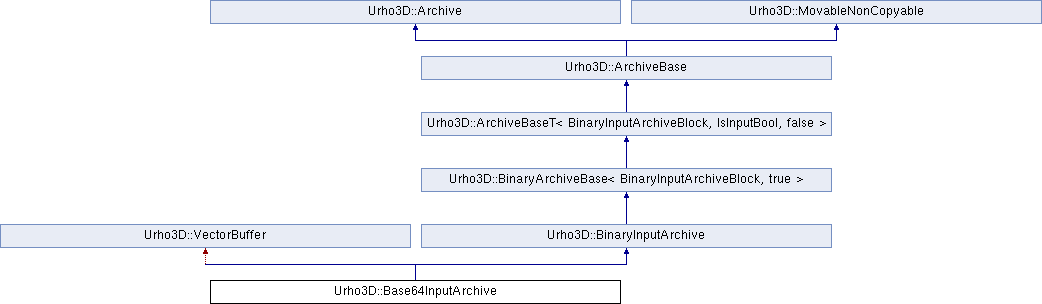 Urho3D::Archive
Urho3D::MovableNonCopyable
Urho3D::ArchiveBase
Urho3D::ArchiveBaseT< BinaryInputArchiveBlock, IsInputBool, false >
Urho3D::BinaryArchiveBase< BinaryInputArchiveBlock, true >
Urho3D::VectorBuffer
Urho3D::BinaryInputArchive
Urho3D::Base64InputArchive